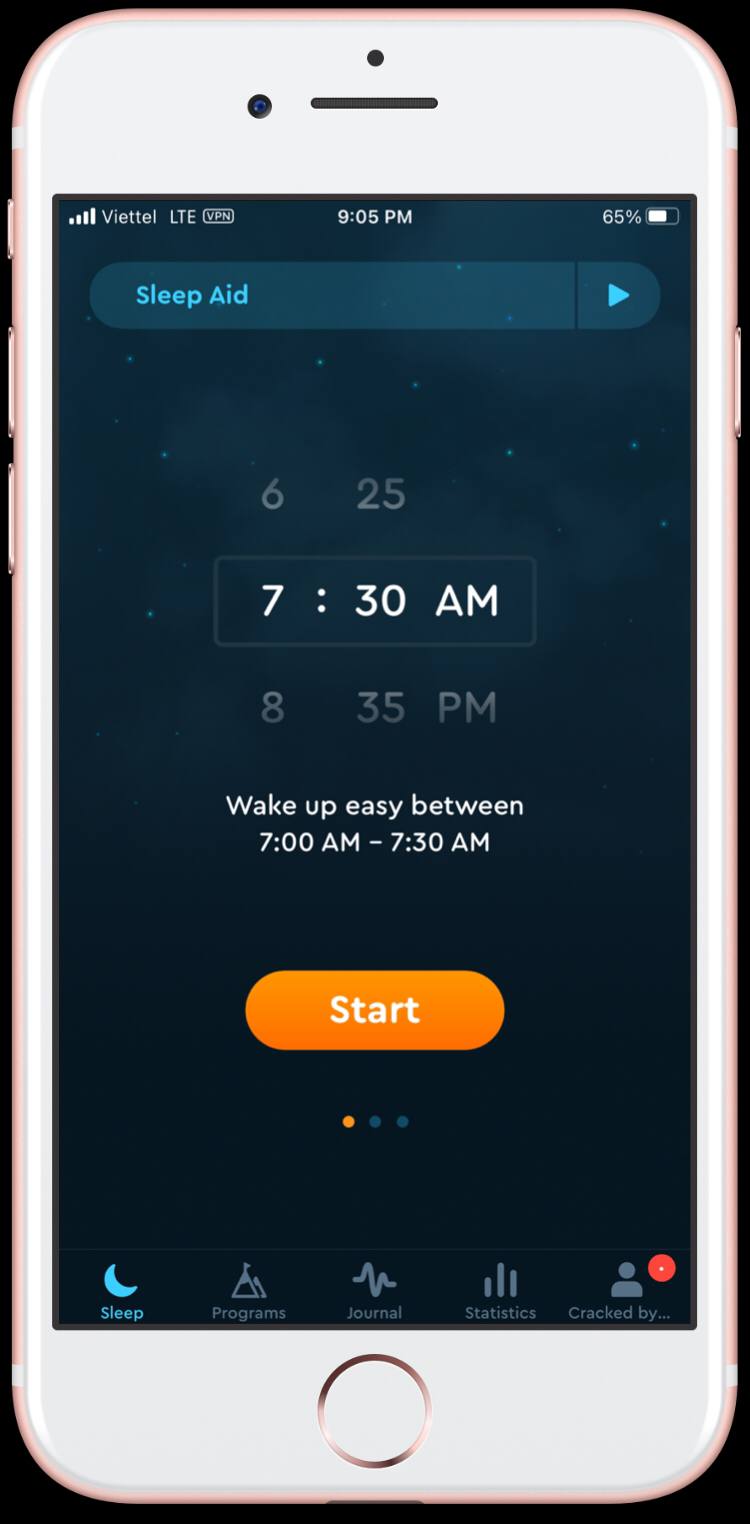 Viettel LTE VPN 9:05 PM 65%
Sleep Aid
6 25
7 : 30 AM
8 35 PM
Wake up easy between
7:00 AM – 7:30 AM
Start
Sleep Programs Journal Statistics Cracked by...